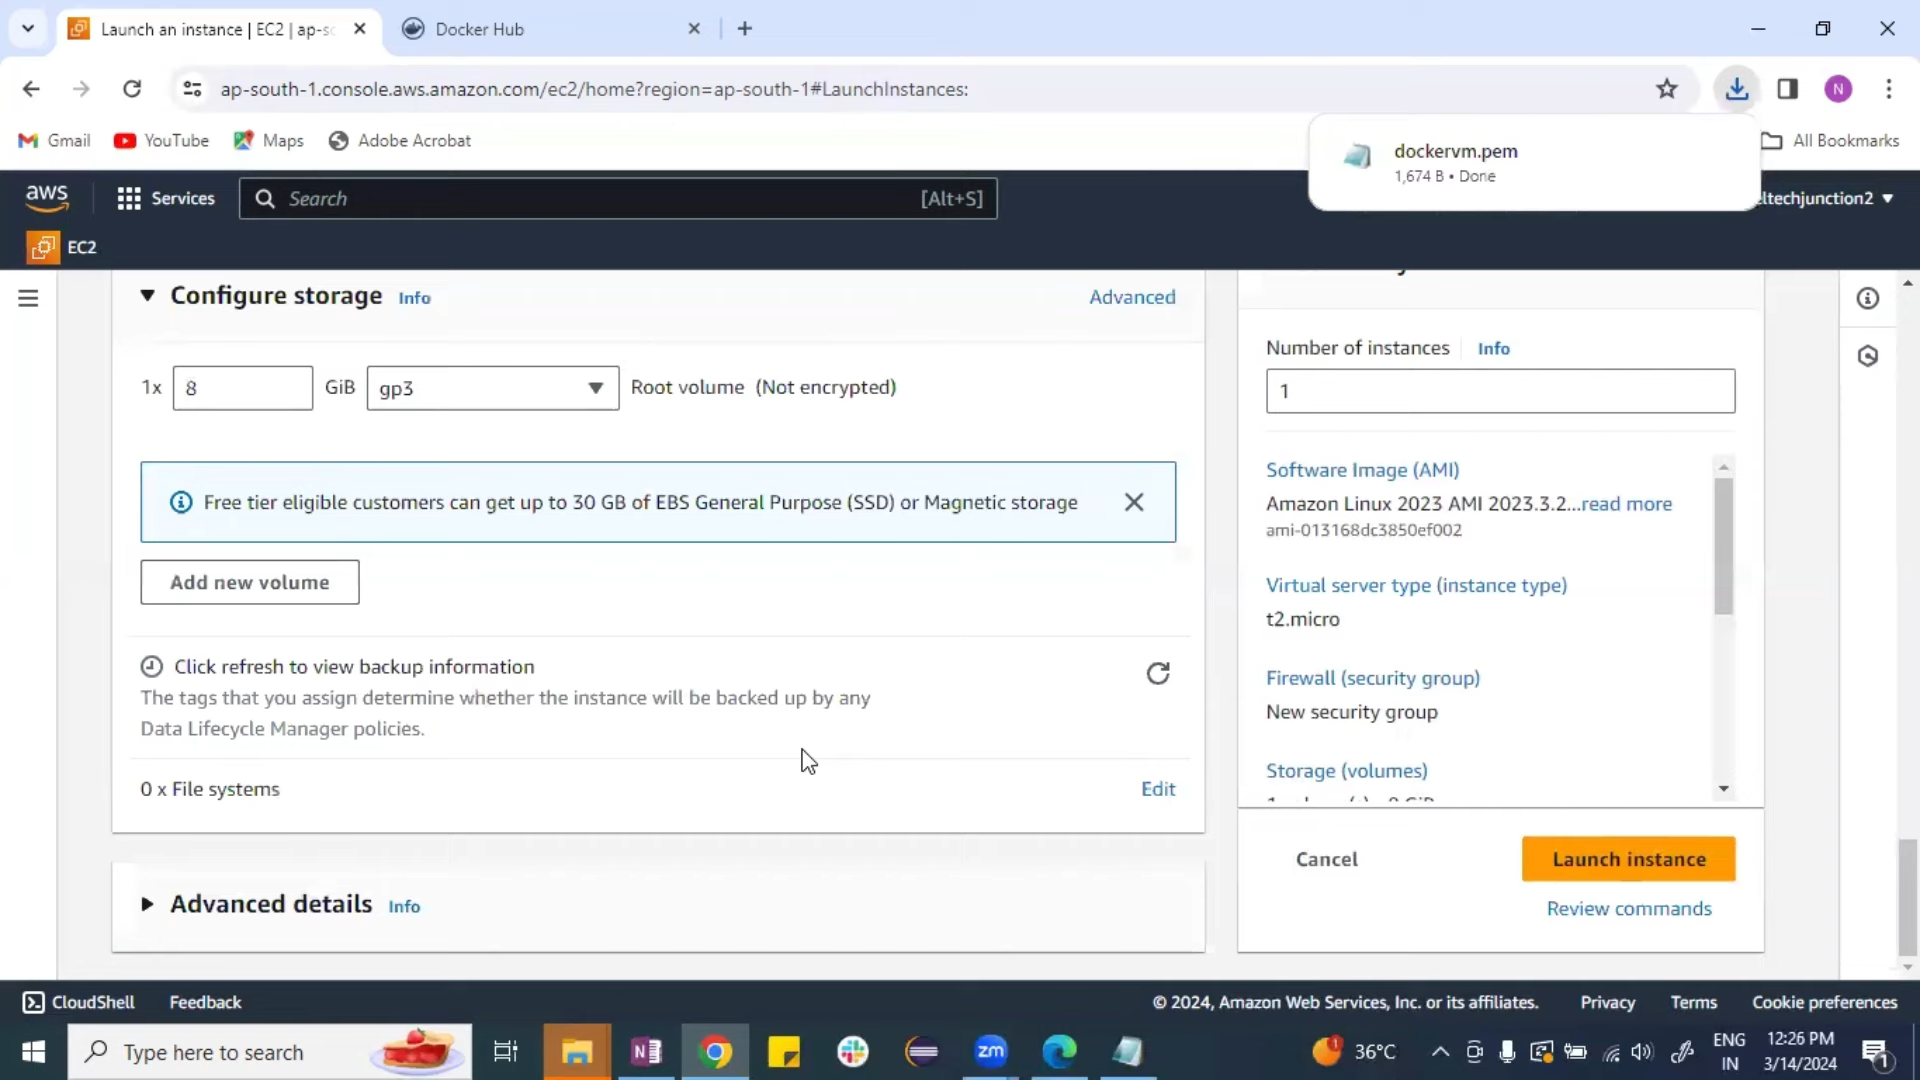 Launch an instance | EC2 | ap-so
Docker Hub
ap-south-1.console.aws.amazon.com/ec2/home?region=ap-south-1#LaunchInstances:
N
Gmail
YouTube
Maps
Adobe Acrobat
All Bookmarks
dockervm.pem
1,674 B • Done
aws
Services
Search
[Alt+S]
eltechjunction2
EC2
Configure storage
Info
Advanced
1x
8
GiB
gp3
Root volume (Not encrypted)
Free tier eligible customers can get up to 30 GB of EBS General Purpose (SSD) or Magnetic storage
Add new volume
Click refresh to view backup information
The tags that you assign determine whether the instance will be backed up by any
Data Lifecycle Manager policies.
0 x File systems
Edit
Advanced details
Info
Number of instances
Info
1
Software Image (AMI)
Amazon Linux 2023 AMI 2023.3.2...read more
ami-013168dc3850ef002
Virtual server type (instance type)
t2.micro
Firewall (security group)
New security group
Storage (volumes)
Cancel
Launch instance
Review commands
CloudShell
Feedback
© 2024, Amazon Web Services, Inc. or its affiliates.
Privacy
Terms
Cookie preferences
Type here to search
N
zm
1
36°C
ENG
IN
12:26 PM
3/14/2024
1